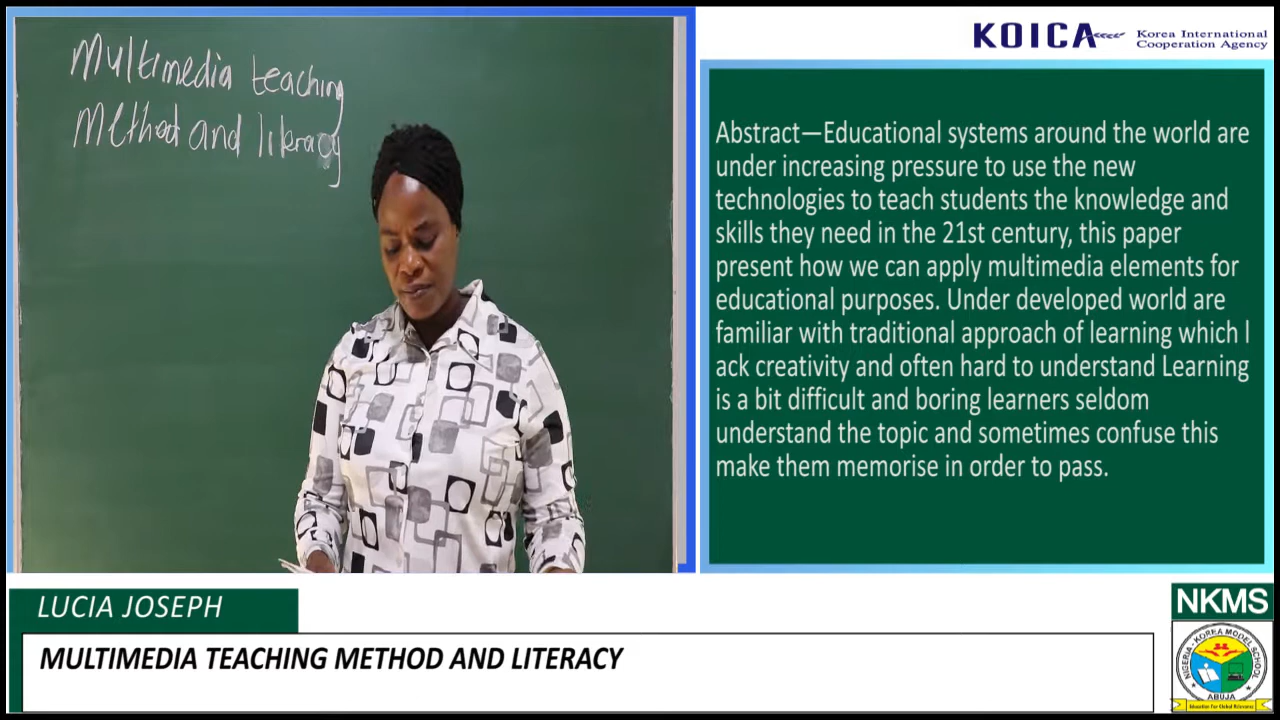 Multimedia teaching
Method and literacy
KOICA
Korea International
Cooperation Agency
Abstract—Educational systems around the world are
under increasing pressure to use the new
technologies to teach students the knowledge and
skills they need in the 21st century, this paper
present how we can apply multimedia elements for
educational purposes. Under developed world are
familiar with traditional approach of learning which l
ack creativity and often hard to understand Learning
is a bit difficult and boring learners seldom
understand the topic and sometimes confuse this
make them memorise in order to pass.
LUCIA JOSEPH
MULTIMEDIA TEACHING METHOD AND LITERACY
NKMS
NIGERIA - KOREA MODEL SCHOOL
ABUJA
Education For Global Relevance